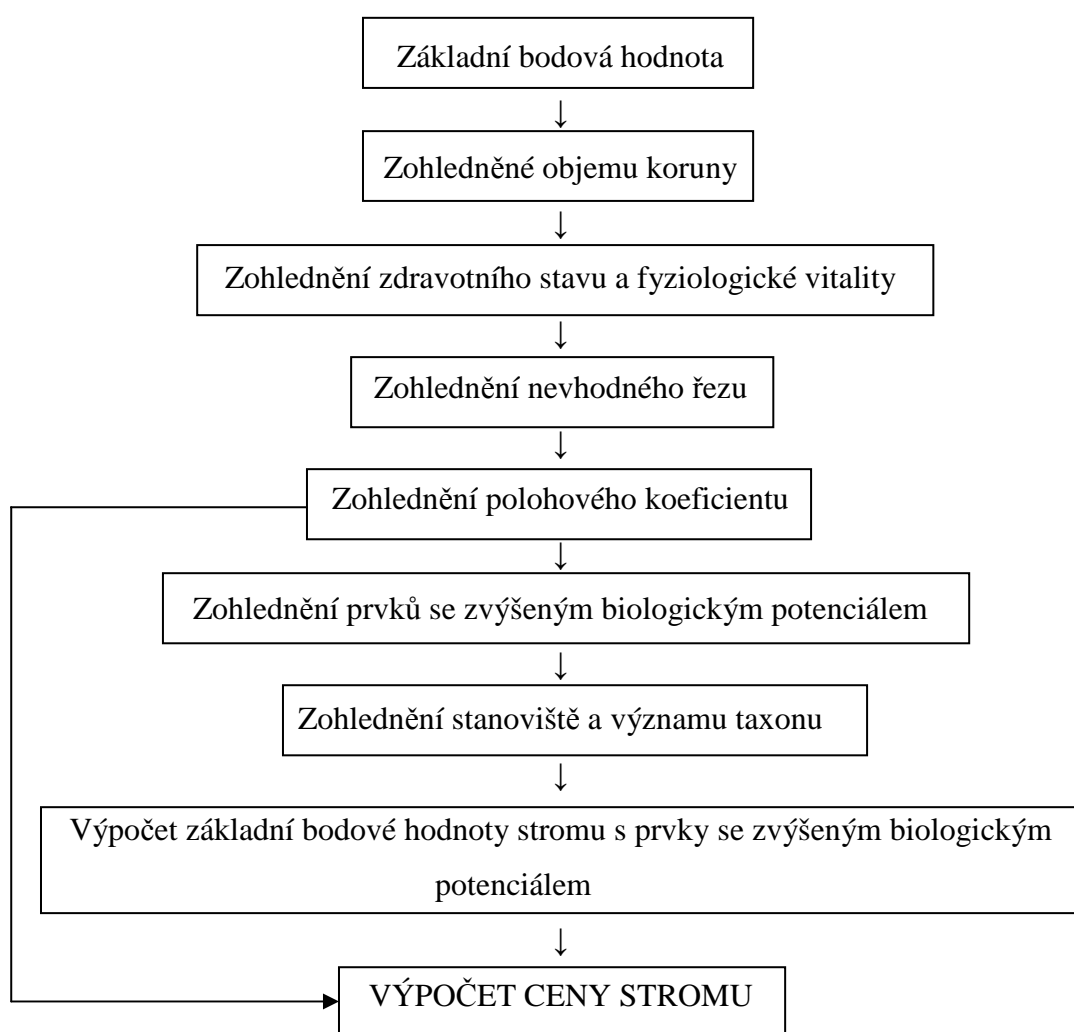 Základní bodová hodnota
↓
Zohledněné objemu koruny
↓
Zohlednění zdravotního stavu a fyziologické vitality
↓
Zohlednění nevhodného řezu
↓
Zohlednění polohového koeficientu
↓
Zohlednění prvků se zvýšeným biologickým potenciálem
↓
Zohlednění stanoviště a významu taxonu
↓
Výpočet základní bodové hodnoty stromu s prvky se zvýšeným biologickým
potenciálem
↓
VÝPOČET CENY STROMU